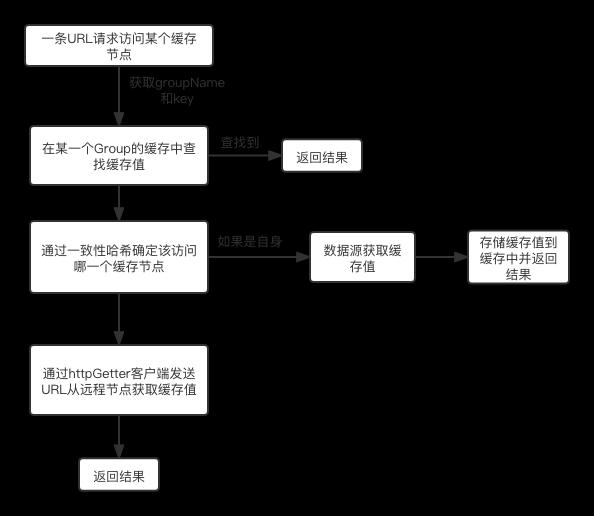 一条URL请求访问某个缓存
节点
获取groupName
和key
在某一个Group的缓存中查
找缓存值
查找到
返回结果
通过一致性哈希确定该访问
哪一个缓存节点
如果是自身
数据源获取缓
存值
存储缓存值到
缓存中并返回
结果
通过httpGetter客户端发送
URL从远程节点获取缓存值
返回结果